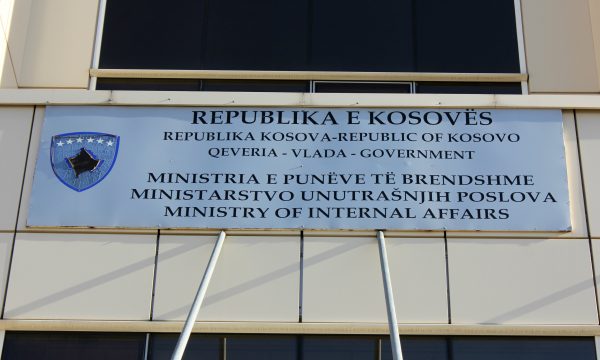 REPUBLIKA E KOSOVËS
REPUBLIKA KOSOVA-REPUBLIC OF KOSOVO
QEVERIA - VLADA - GOVERNMENT
MINISTRIA E PUNËVE TË BRENDSHME
MINISTARSTVO UNUTRAŠNJIH POSLOVA
MINISTRY OF INTERNAL AFFAIRS